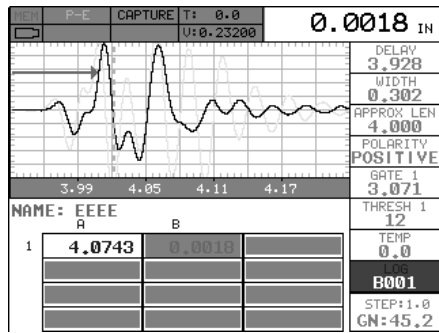 MEM P-E CAPTURE T: 0.0 0.0018 IN
V:0.23200
DELAY
3.928
WIDTH
0.302
APPROX LEN
4.000
POLARITY
POSITIVE
GATE 1
3.071
THRESH 1
12
TEMP
0.0
LOG
B001
STEP:1.0
GN:45.2
3.99 4.05 4.11 4.17
NAME: EEEE
A B
1 4.0743 0.0018